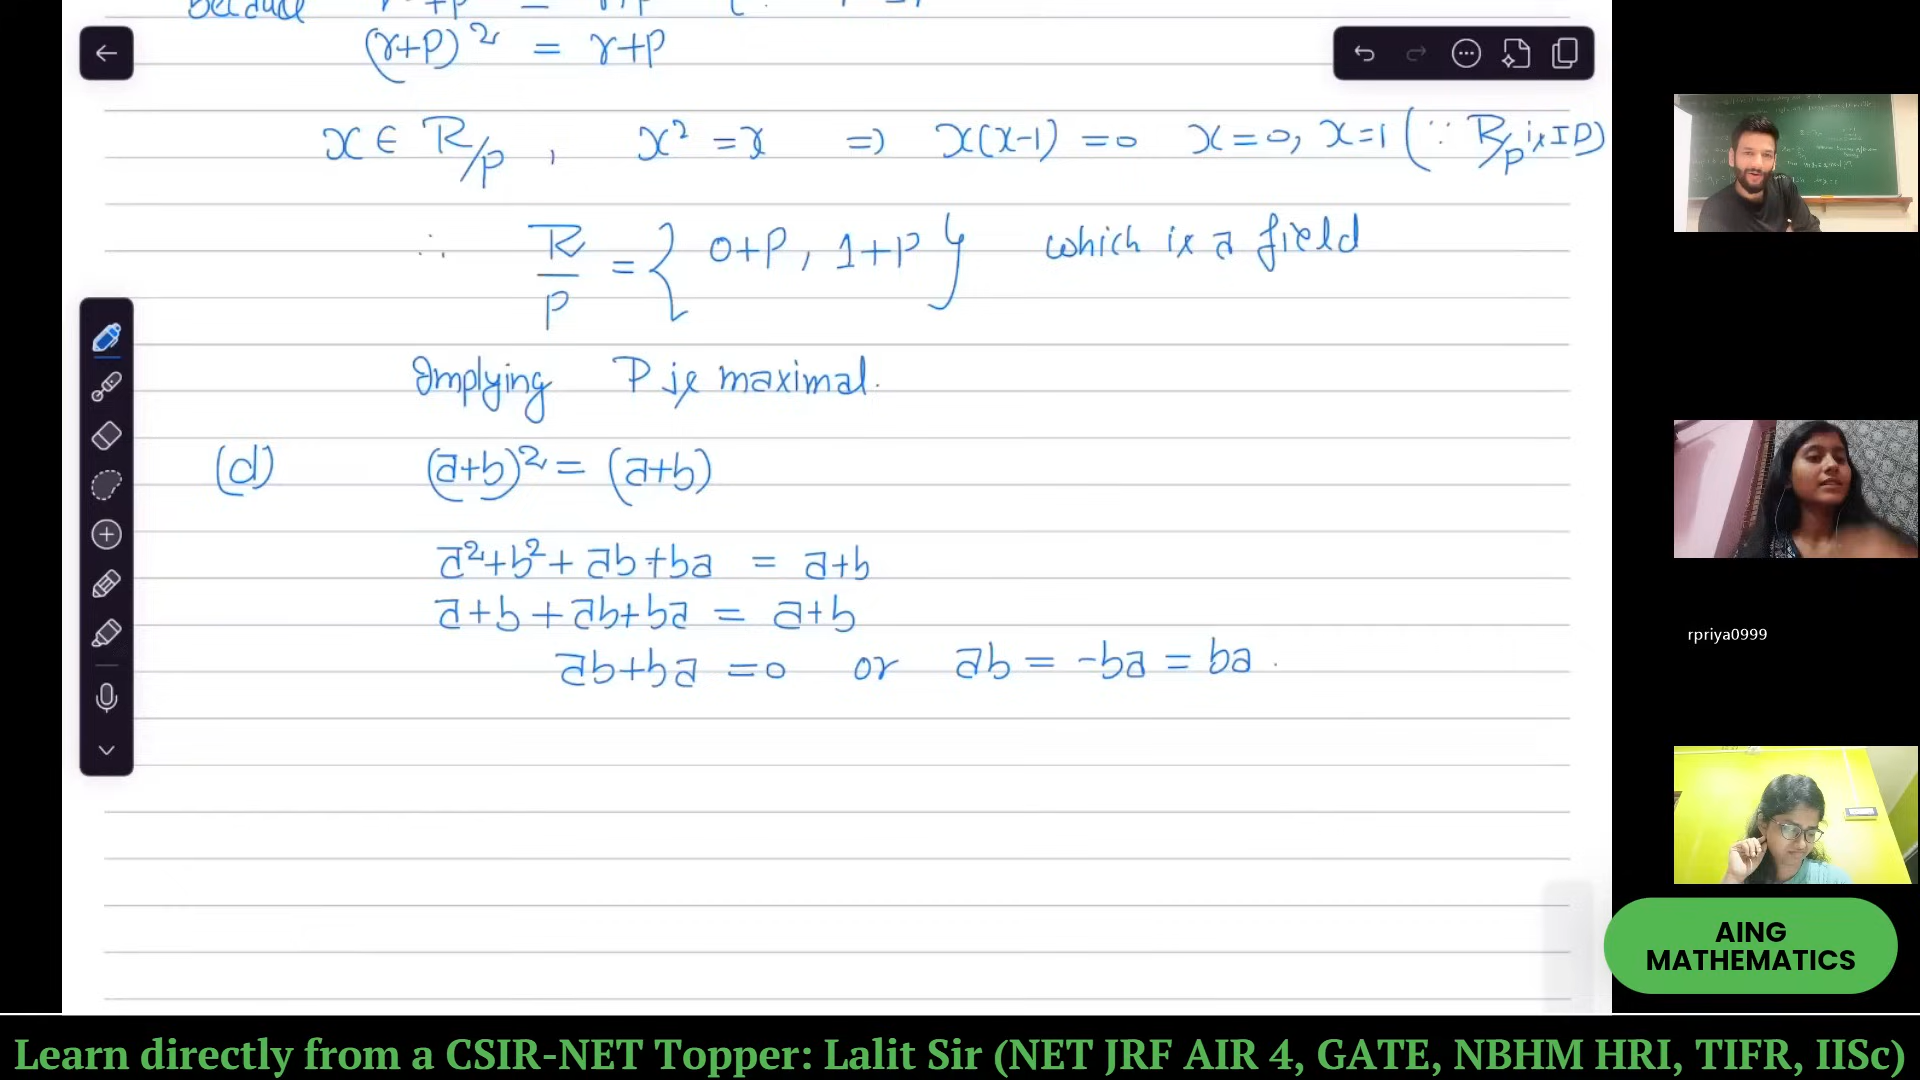 because
(r+P)² = r+P
x ∈ R/P , x² = x ⇒ x(x-1) = 0 x = 0, x = 1 (∵ R/P is ID)
∴ R/P = { 0+P, 1+P } which is a field
Implying P is maximal.
(d) (a+b)² = (a+b)
a²+b²+ ab+ba = a+b
a+b+ab+ba = a+b
ab+ba = 0 or ab = -ba = ba .
rpriya0999
AING
MATHEMATICS
Learn directly from a CSIR-NET Topper: Lalit Sir (NET JRF AIR 4, GATE, NBHM HRI, TIFR, IISc)